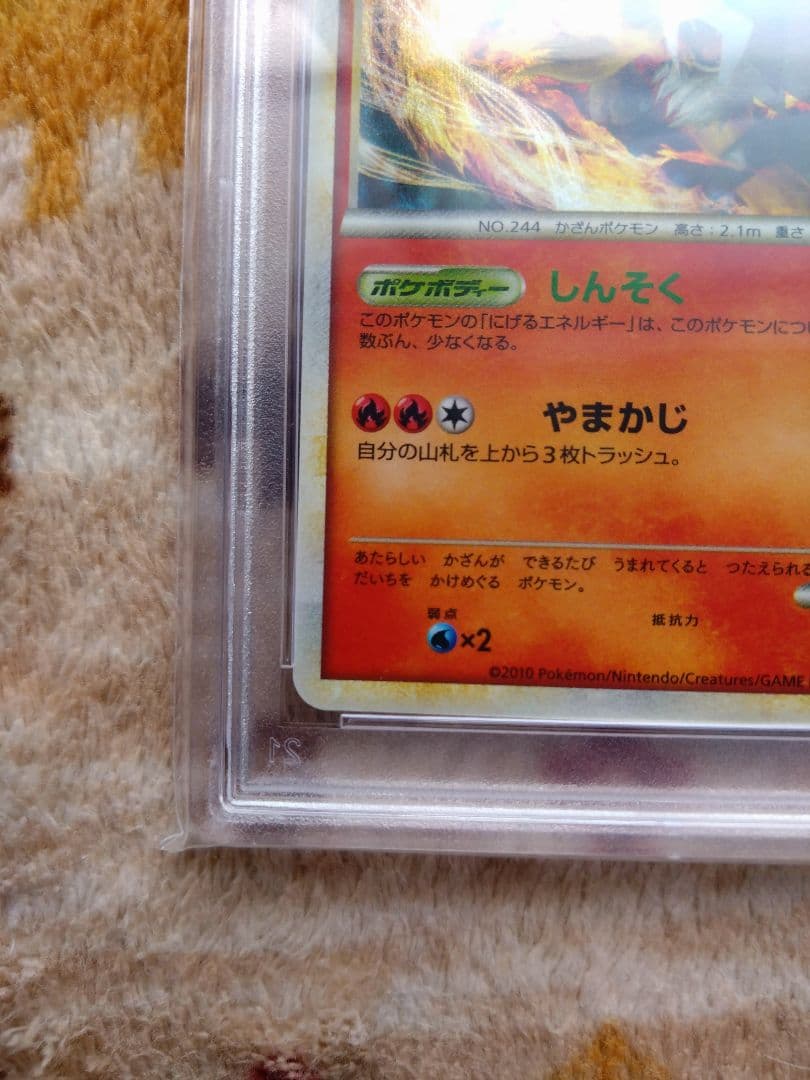 NO.244 かざんポケモン 高さ：2.1m 重さ
ポケボディー しんそく
このポケモンの「にげるエネルギー」は、このポケモンにつ
数ぶん、少なくなる。
やまかじ
自分の山札を上から3枚トラッシュ。
あたらしい かざんが できるたび うまれてくると つたえられる
だいちを かけめぐる ポケモン。
弱点 抵抗力
×2
©2010 Pokémon/Nintendo/Creatures/GAME
21